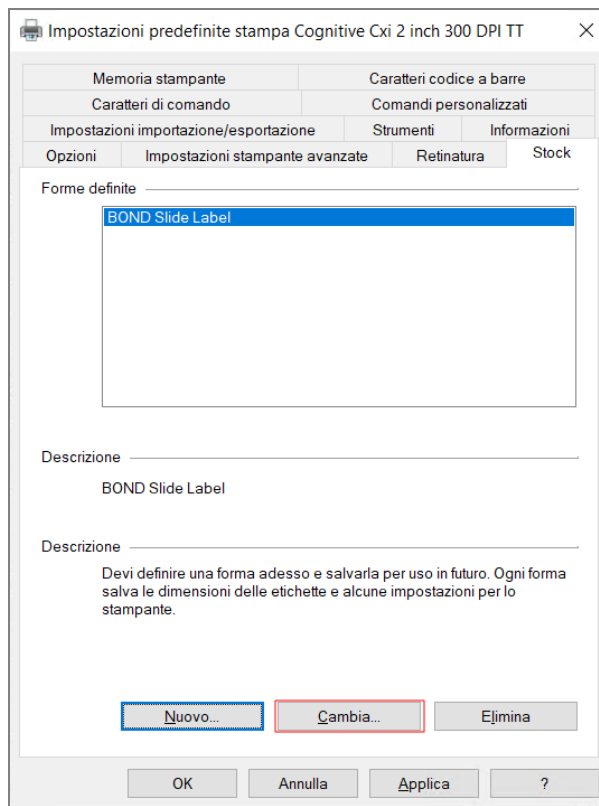 Impostazioni predefinite stampa Cognitive Cxi 2 inch 300 DPI TT
Memoria stampante Caratteri codice a barre
Caratteri di comando Comandi personalizzati
Impostazioni importazione/esportazione Strumenti Informazioni
Opzioni Impostazioni stampante avanzate Retinatura Stock
Forme definite
BOND Slide Label
Descrizione
BOND Slide Label
Descrizione
Devi definire una forma adesso e salvarla per uso in futuro. Ogni forma
salva le dimensioni delle etichette e alcune impostazioni per lo
stampante.
Nuovo... Cambia... Elimina
OK Annulla Applica ?